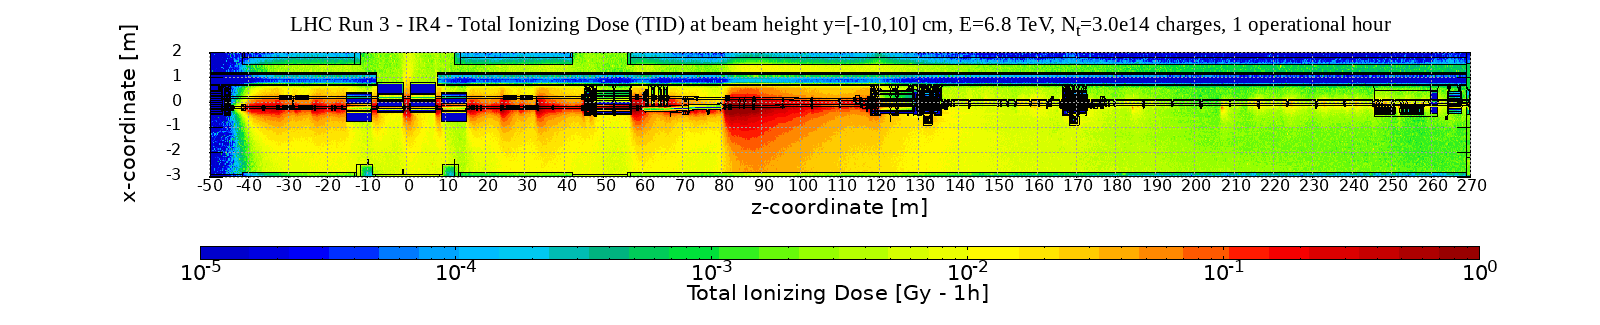 LHC Run 3 - IR4 - Total Ionizing Dose (TID) at beam height y=[-10,10] cm, E=6.8 TeV, Nt=3.0e14 charges, 1 operational hour
x-coordinate [m]
2
1
0
-1
-2
-3
-50 -40 -30 -20 -10 0 10 20 30 40 50 60 70 80 90 100 110 120 130 140 150 160 170 180 190 200 210 220 230 240 250 260 270
z-coordinate [m]
10-5 10-4 10-3 10-2 10-1 100
Total Ionizing Dose [Gy - 1h]